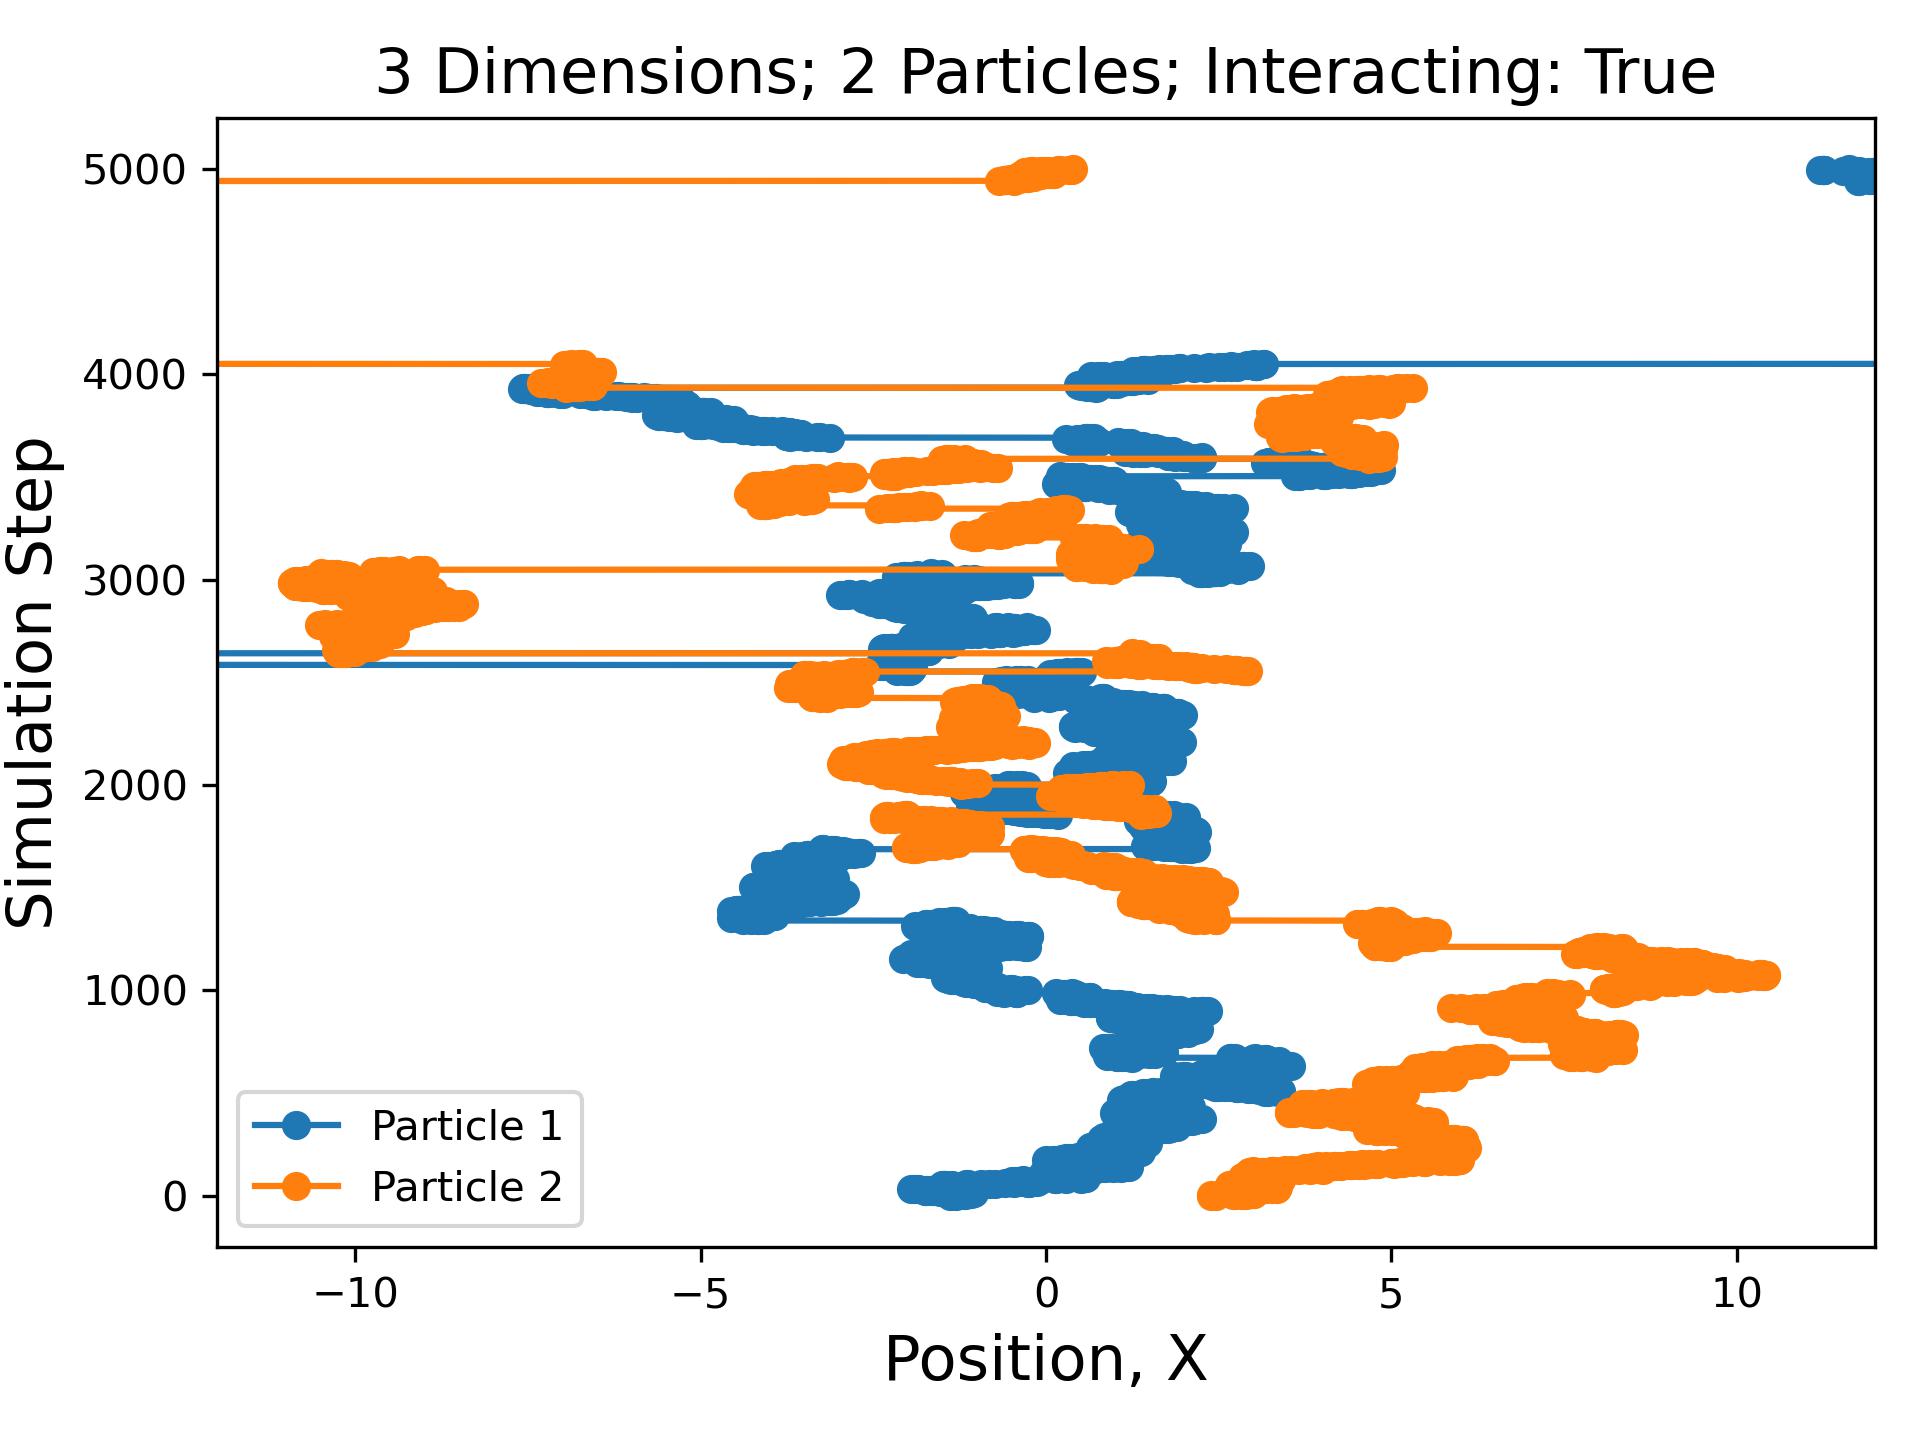 3 Dimensions; 2 Particles; Interacting: True
Simulation Step
5000
4000
3000
2000
1000
0
Particle 1
Particle 2
−10
−5
0
5
10
Position, X